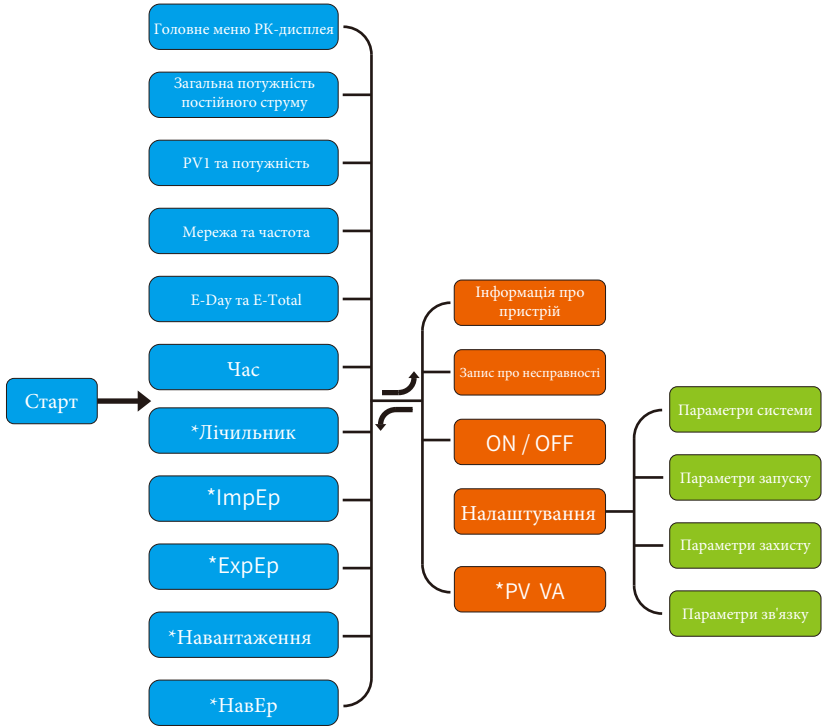 Головне меню РК-дисплея
Загальна потужність
постійного струму
PV1 та потужність
Мережа та частота
E-Day та E-Total
Час
Старт
*Лічильник
*ImpEp
*ExpEp
*Навантаження
*НавЕр
Інформація про
пристрій
Запис про несправності
ON / OFF
Налаштування
*PV VA
Параметри системи
Параметри запуску
Параметри захисту
Параметри зв'язку